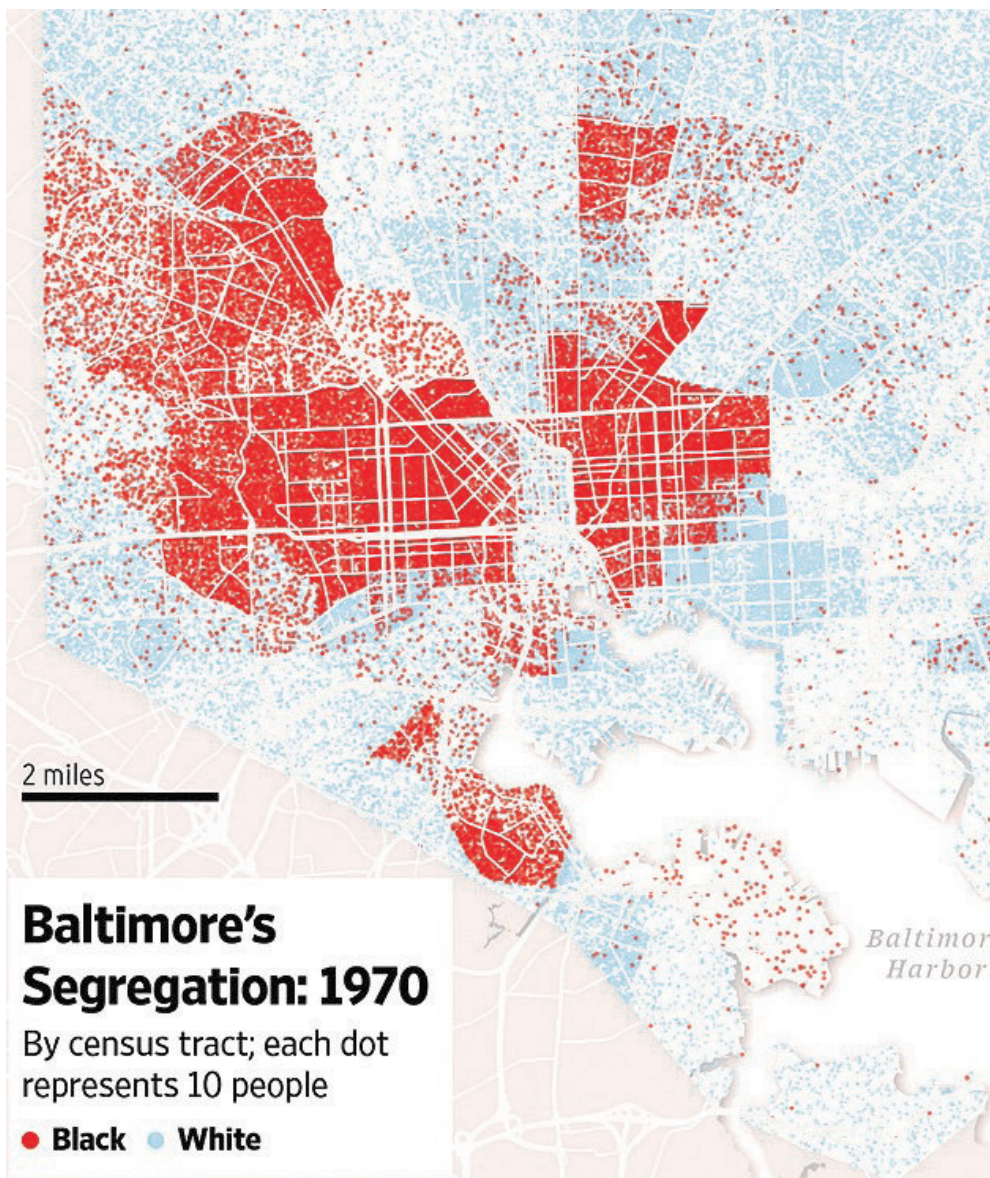 2 miles
Baltimore's
Segregation: 1970
By census tract; each dot
represents 10 people
Black White
Baltimor
Harbor